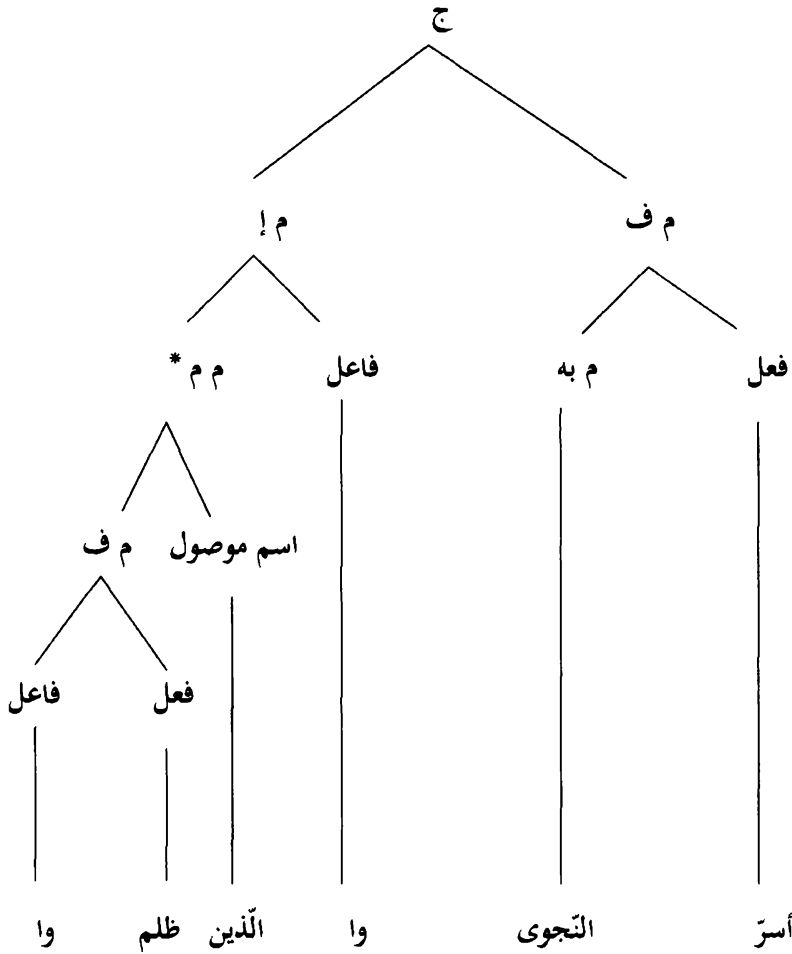 ج
م ف م إ
فعل م به فاعل م م *
اسم موصول م ف
فعل فاعل
أسرّ النّجوى وا الّذين ظلم وا